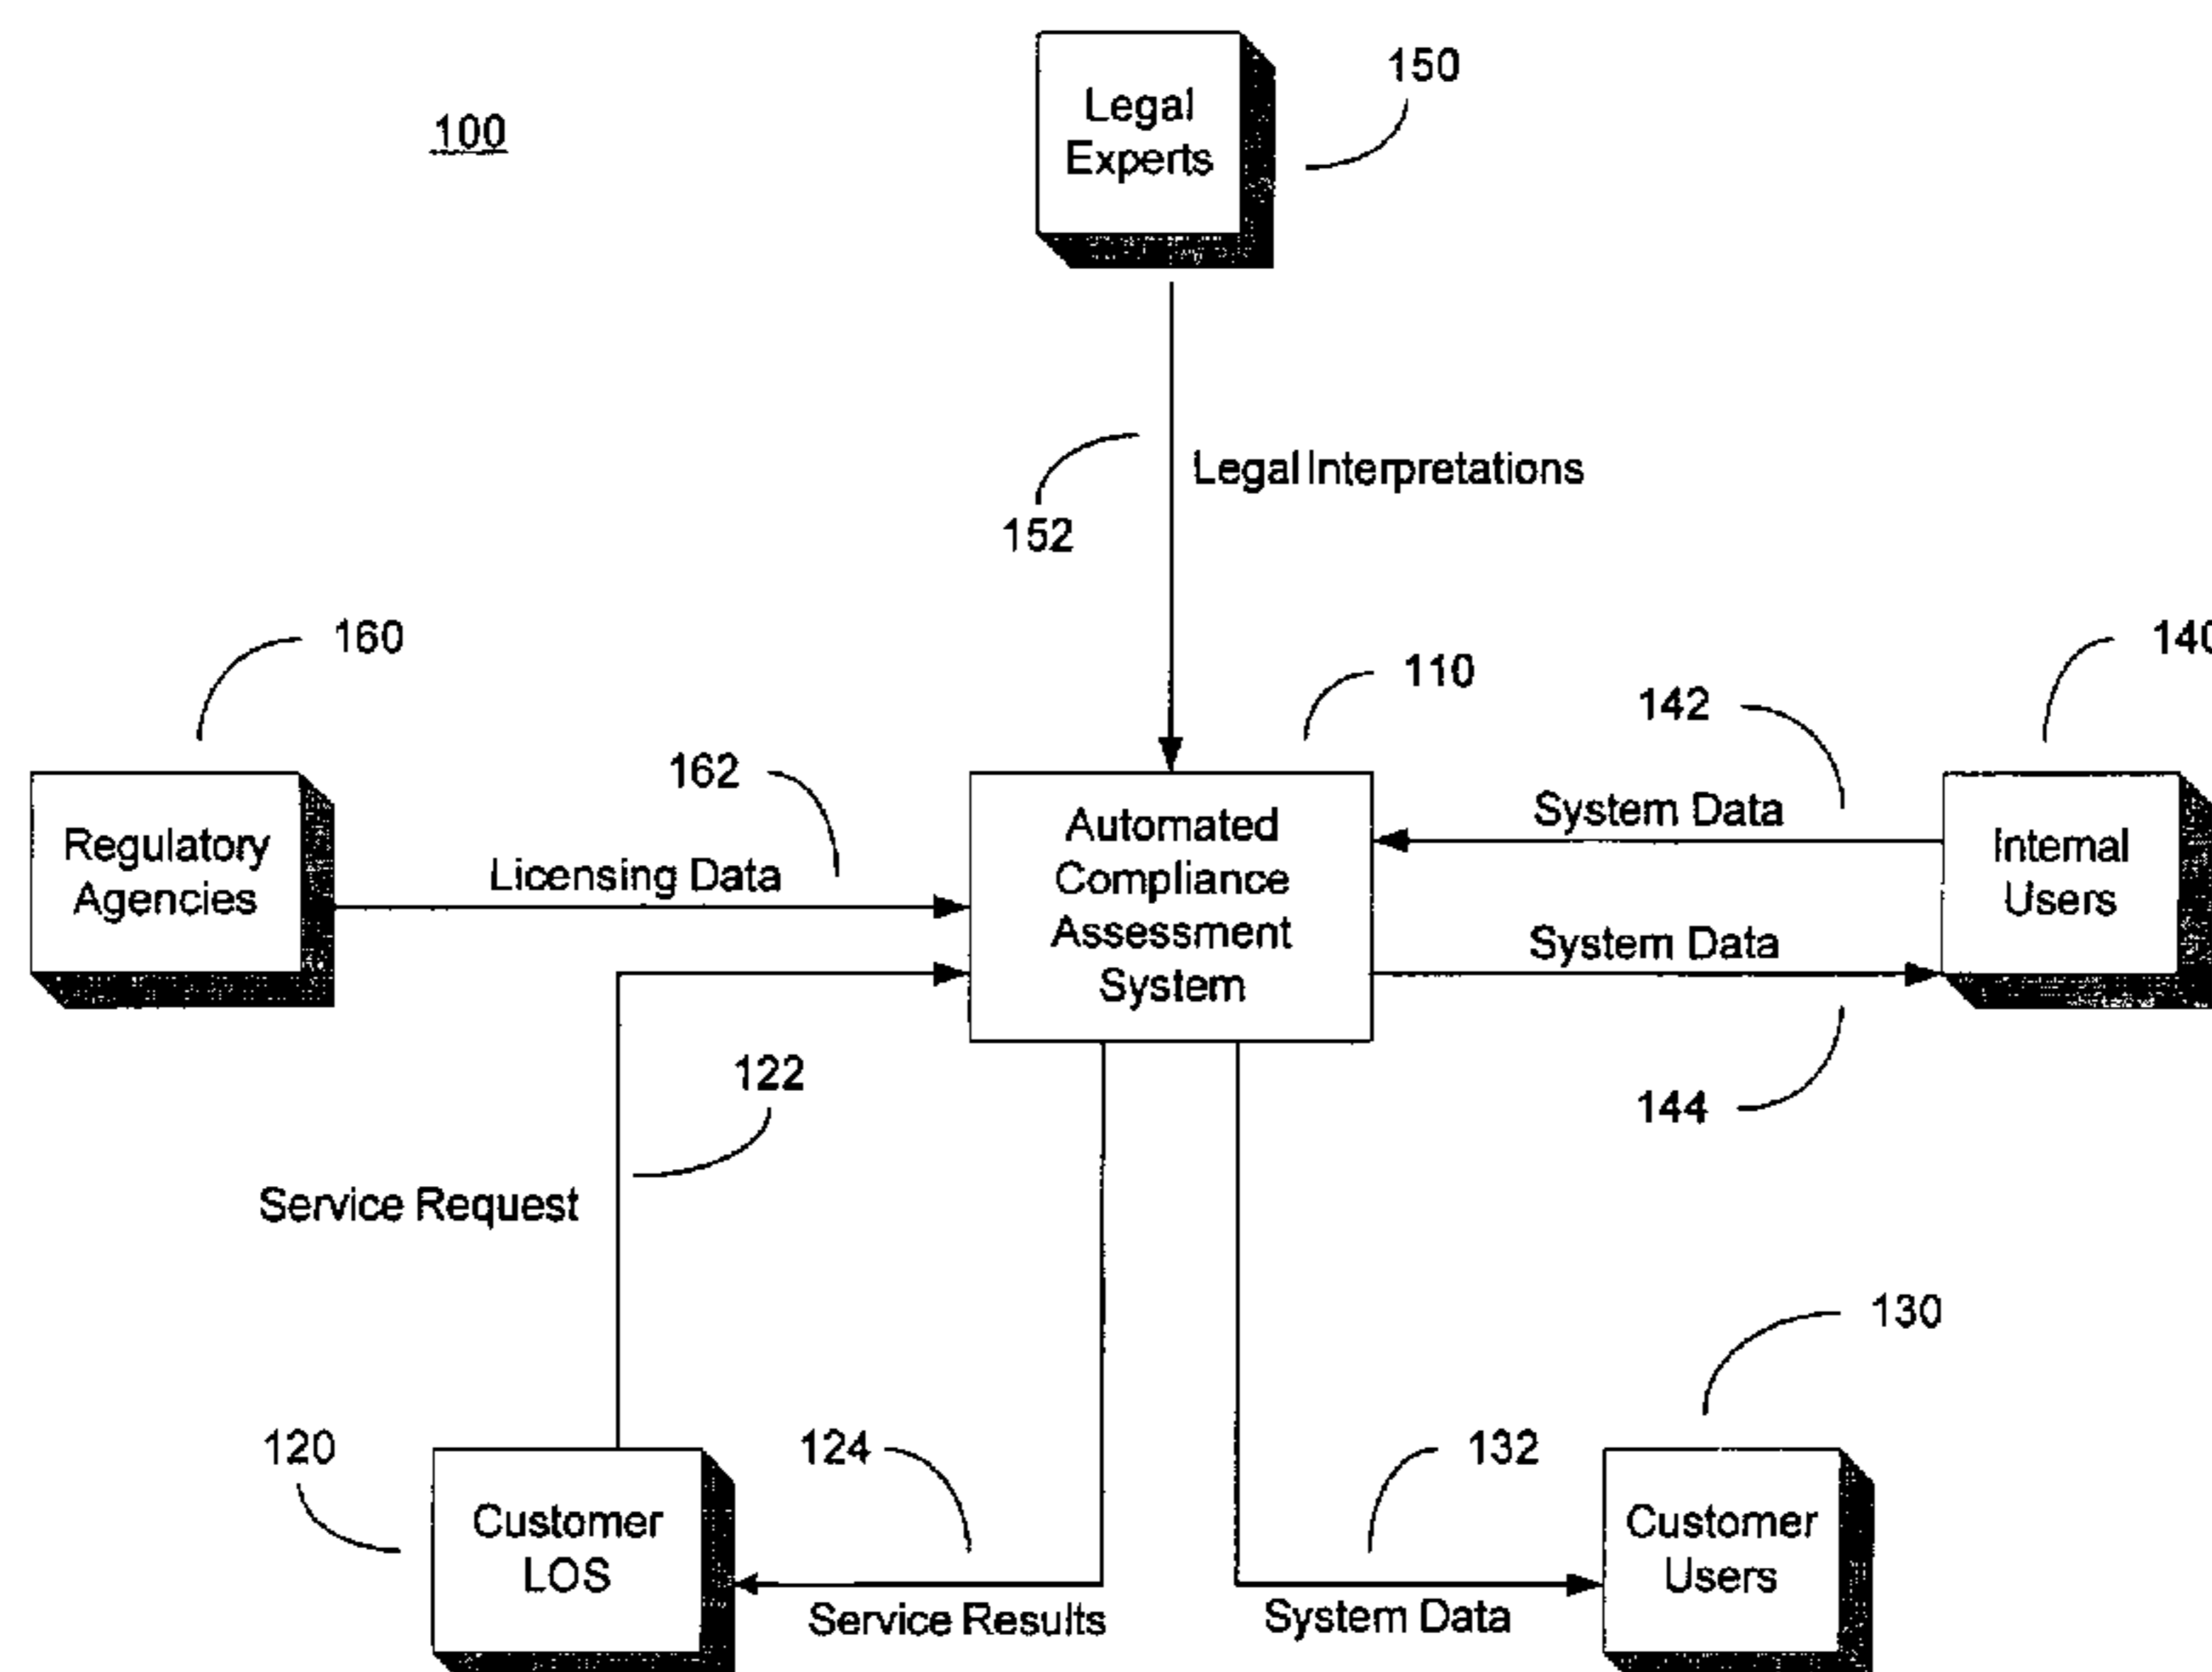 100
Legal
Experts
150
Legal Interpretations
152
160
110
140
142
162
Regulatory
Agencies
Licensing Data
Automated
Compliance
Assessment
System
System Data
System Data
Internal
Users
144
122
Service Request
130
120
124
132
Customer
LOS
Service Results
System Data
Customer
Users